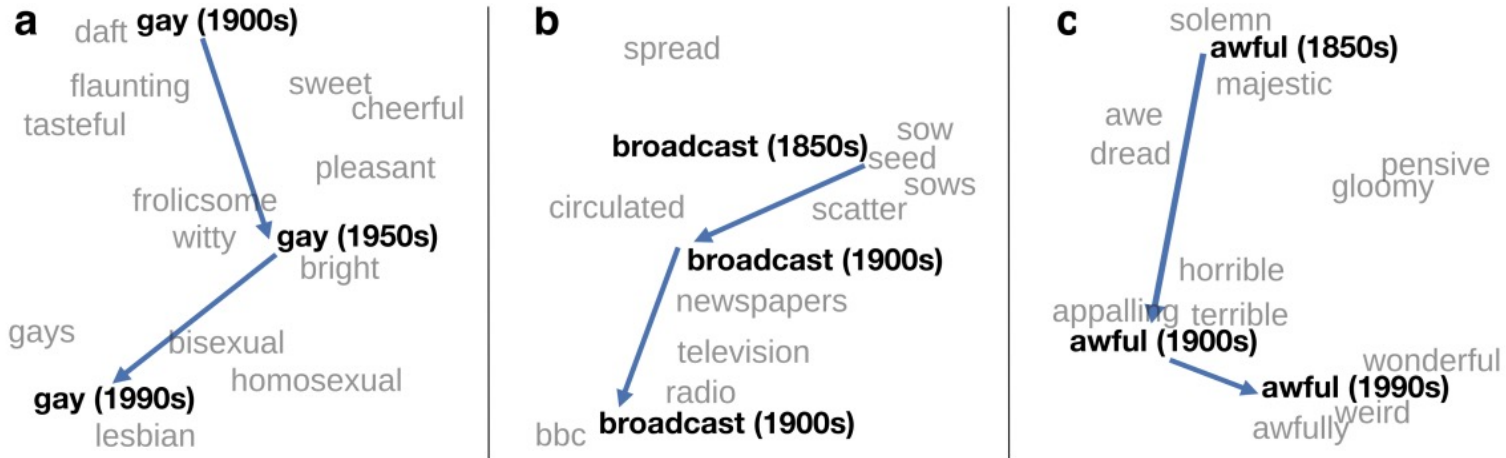 a
daft gay (1900s)
flaunting
sweet
cheerful
tasteful
pleasant
frolicsome
witty
gay (1950s)
bright
gays
bisexual
homosexual
gay (1990s)
lesbian
b
spread
broadcast (1850s)
sow
seed
sows
circulated
scatter
broadcast (1900s)
newspapers
television
radio
bbc broadcast (1900s)
c
solemn
awful (1850s)
majestic
awe
dread
pensive
gloomy
horrible
appalling terrible
awful (1900s)
wonderful
awful (1990s)
weird
awfully